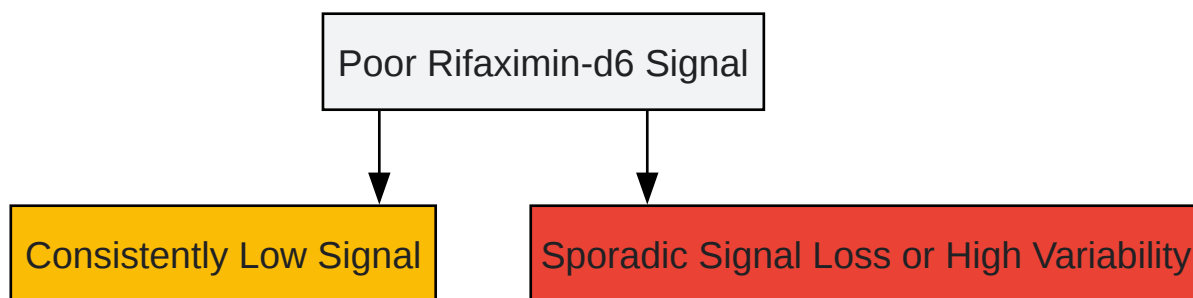 Poor Rifaximin-d6 Signal
Consistently Low Signal
Sporadic Signal Loss or High Variability